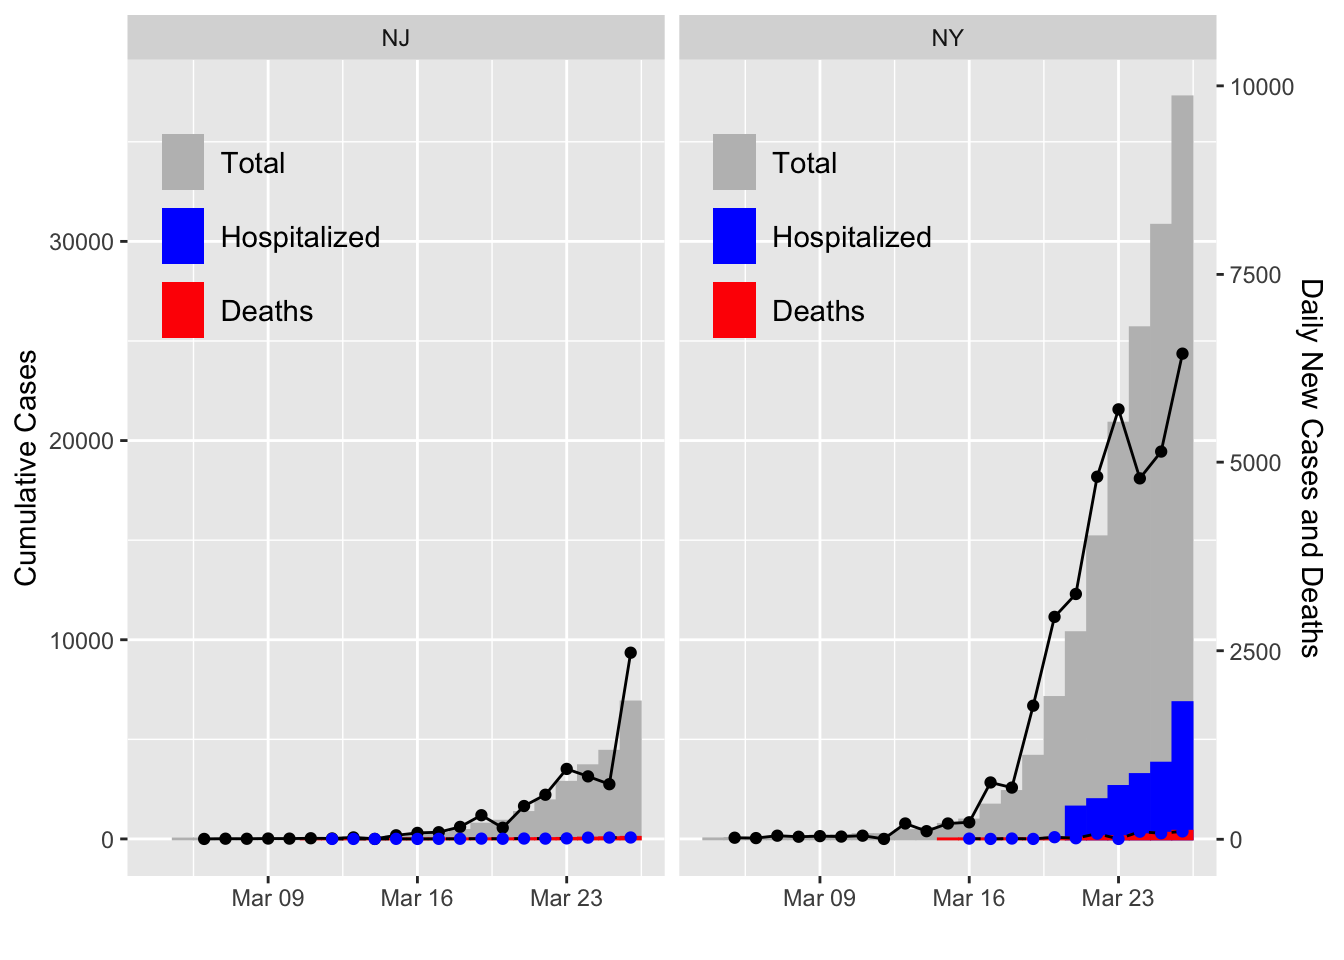 NJ
NY
Total
Hospitalized
Deaths
Total
Hospitalized
Deaths
Cumulative Cases
30000
20000
10000
0
10000
7500
5000
2500
0
Daily New Cases and Deaths
Mar 09
Mar 16
Mar 23
Mar 09
Mar 16
Mar 23